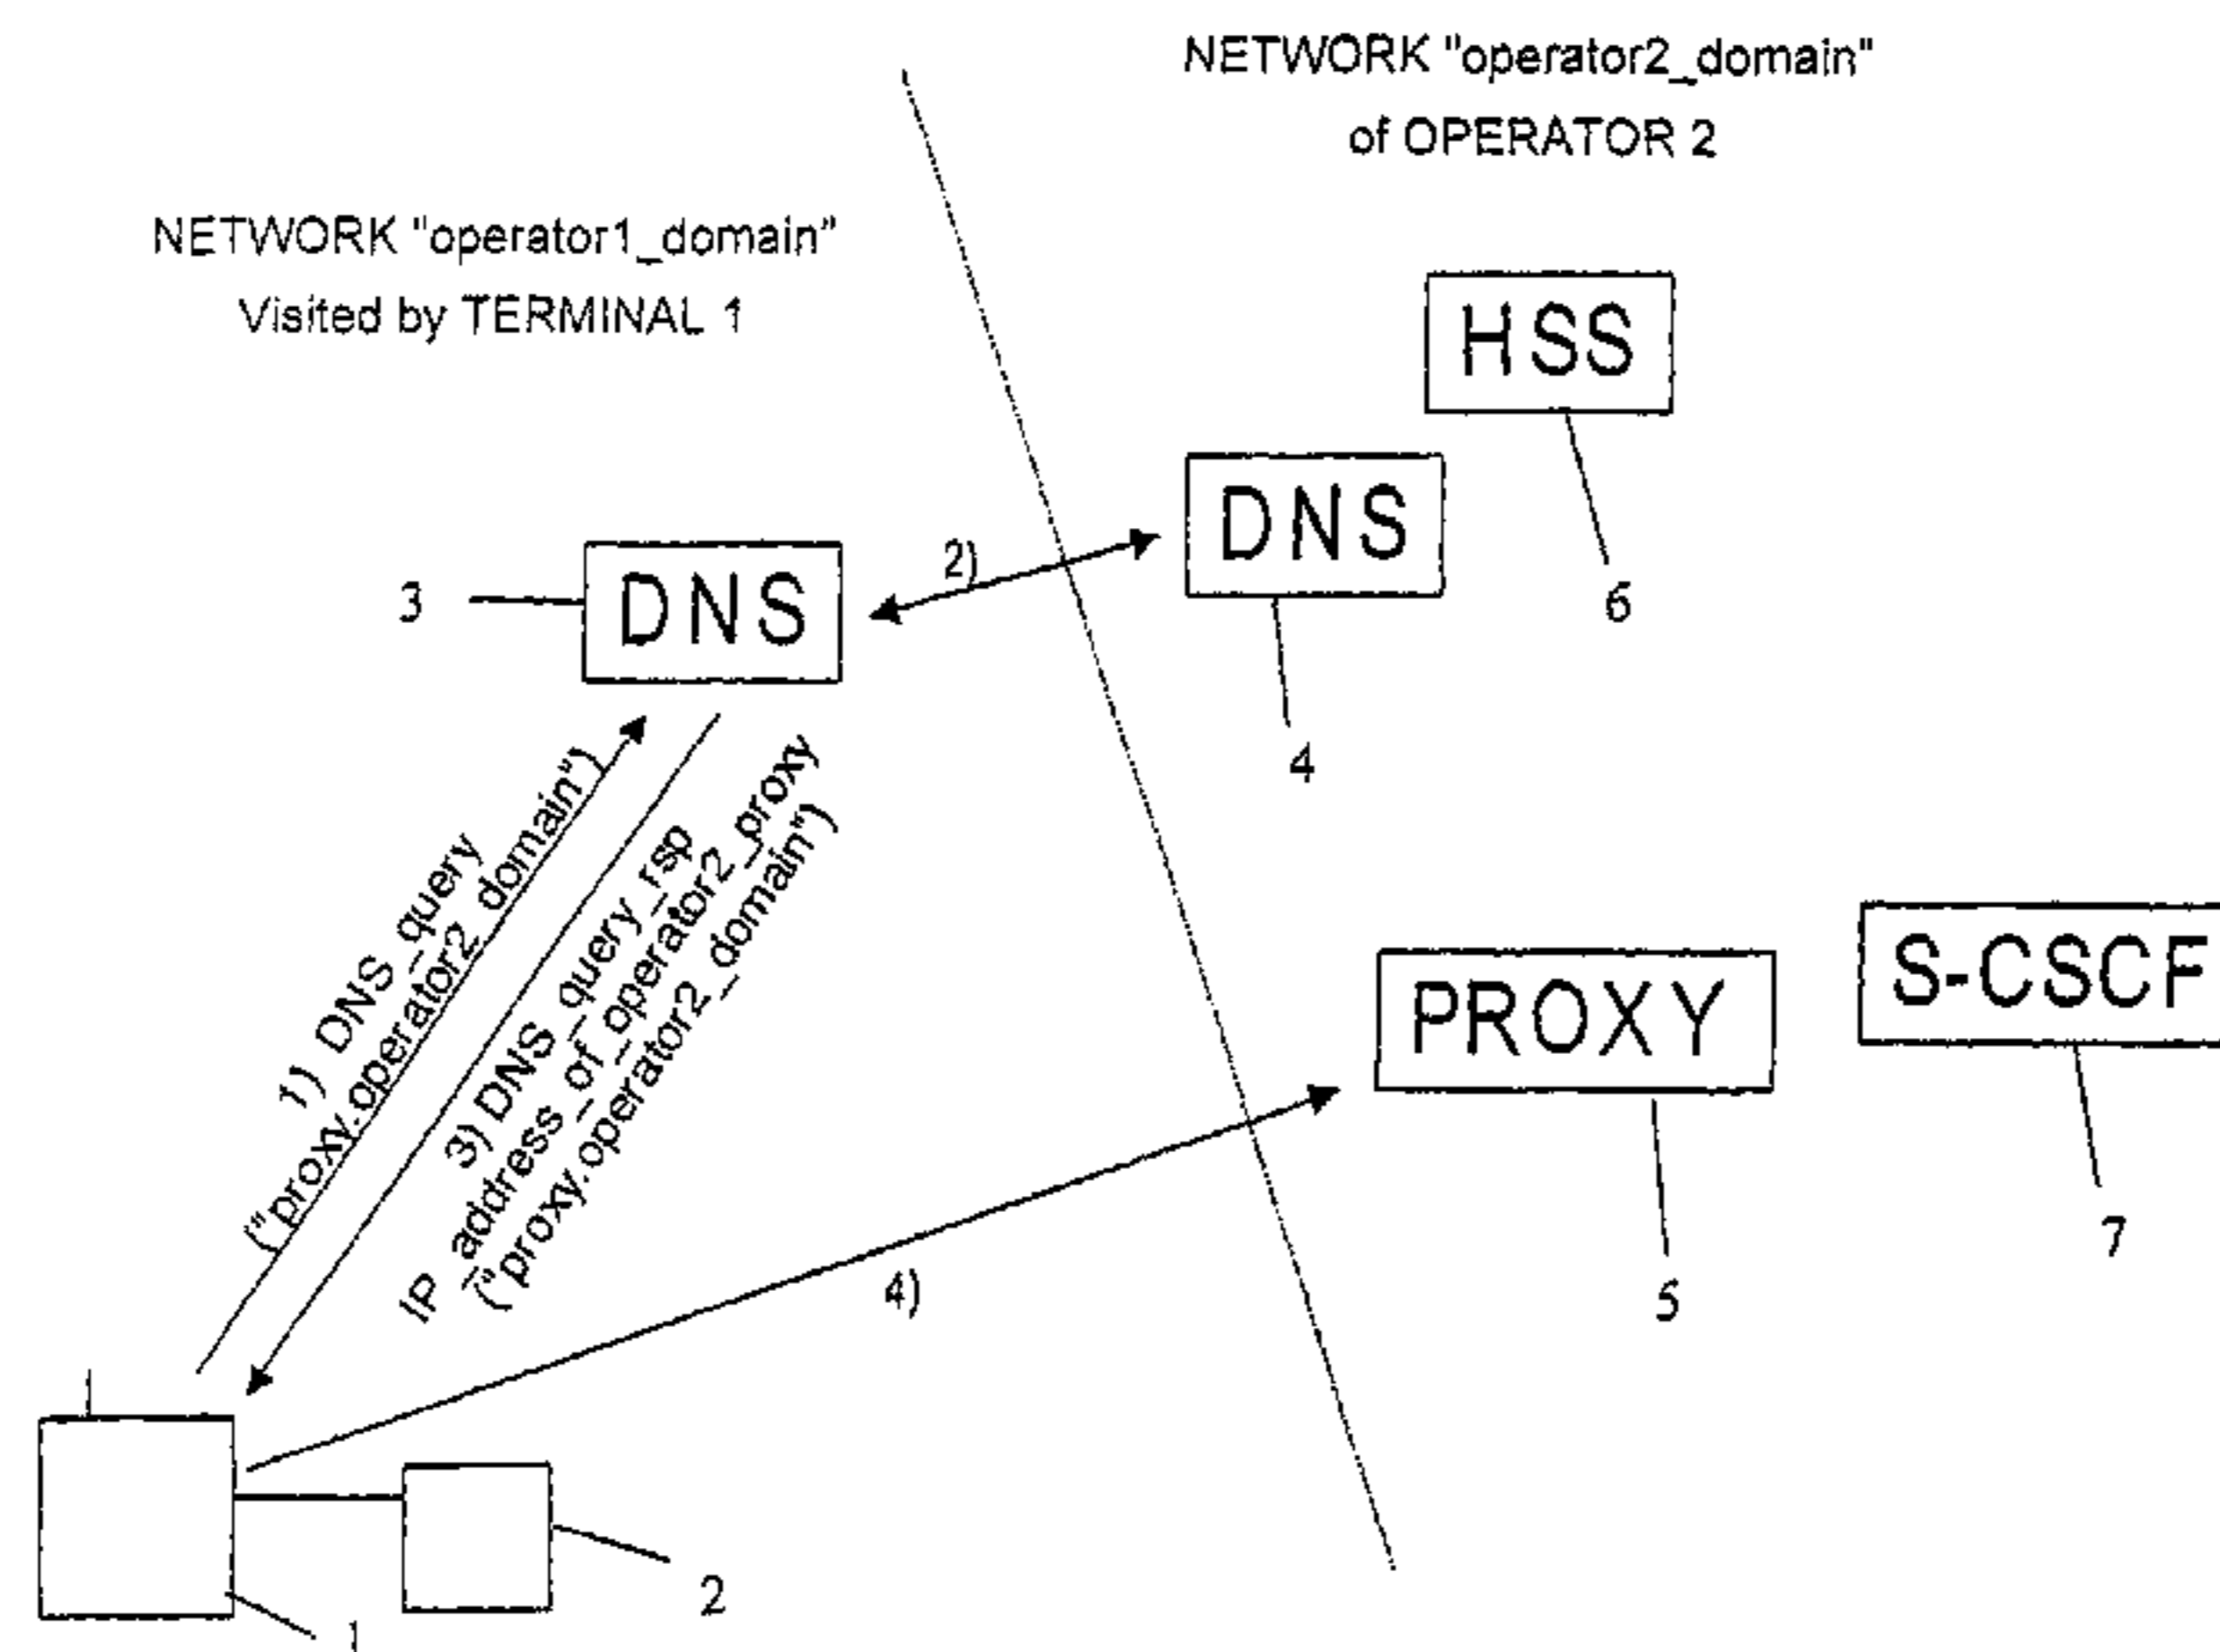 NETWORK "operator2_domain"
of OPERATOR 2
NETWORK "operator1_domain"
Visited by TERMINAL 1
HSS
DNS
2)
DNS
3
6
4
1) DNS_query
("proxy.operator2_domain")
3) DNS_query_rsp
IP_address_of_operator2_proxy
("proxy.operator2_domain")
S-CSCF
PROXY
7
4)
5
2
1